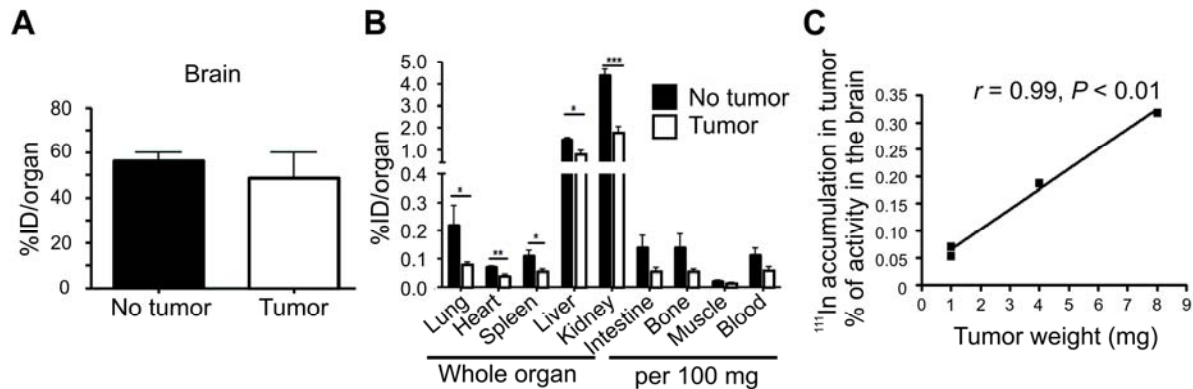 A
Brain
%ID/organ
80
60
40
20
0
No tumor
Tumor
B
%ID/organ
5.0
4.0
3.0
2.0
1.0
0.4
0.3
0.2
0.1
0.0
*
**
*
*
***
No tumor
Tumor
Lung
Heart
Spleen
Liver
Kidney
Intestine
Bone
Muscle
Blood
Whole organ
per 100 mg
C
r = 0.99, P < 0.01
¹¹¹In accumulation in tumor
% of activity in the brain
0.35
0.30
0.25
0.20
0.15
0.10
0.05
0
0 1 2 3 4 5 6 7 8 9
Tumor weight (mg)